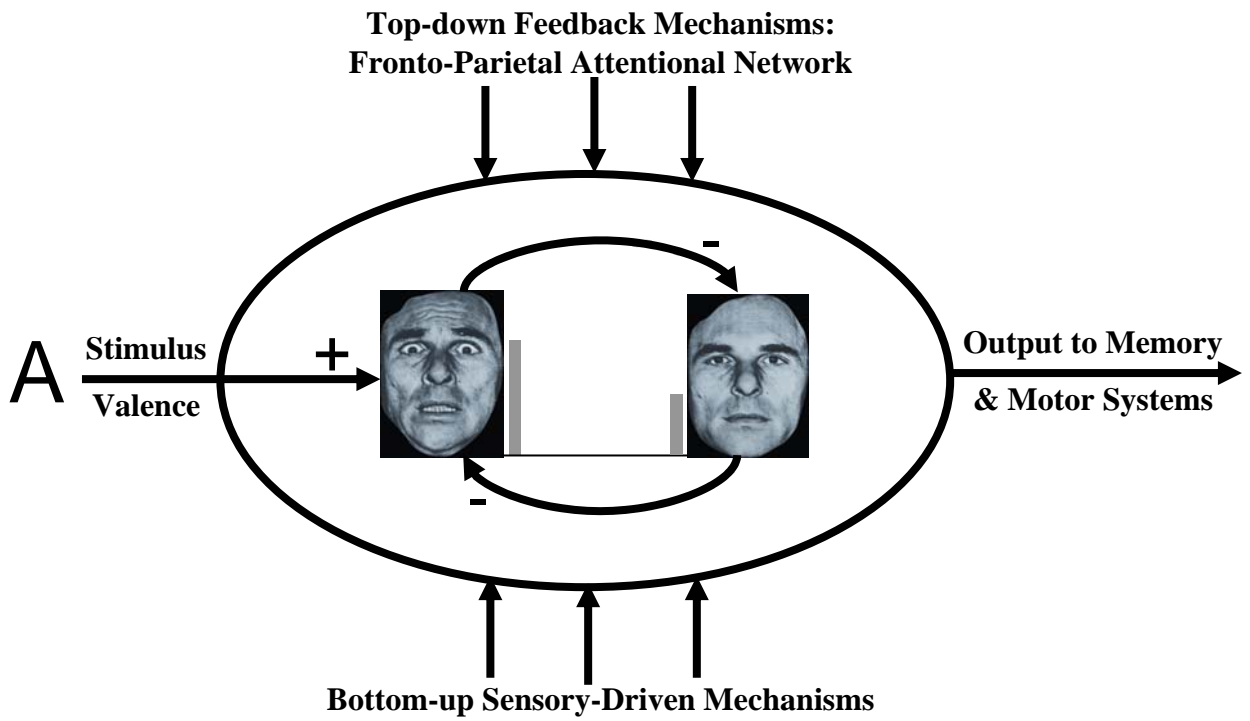 Top-down Feedback Mechanisms:
Fronto-Parietal Attentional Network
-
A
Stimulus
Valence
+
Output to Memory
& Motor Systems
-
Bottom-up Sensory-Driven Mechanisms